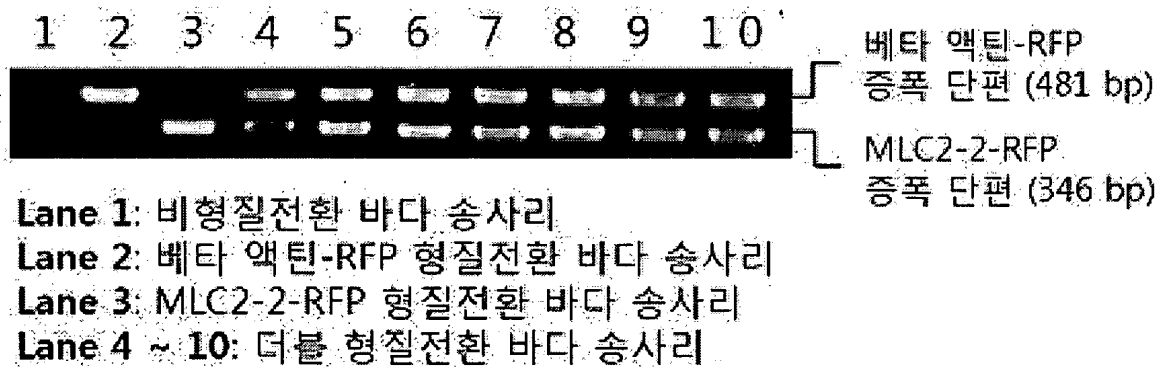 1 2 3 4 5 6 7 8 9 10
베타 액틴-RFP
증폭 단편 (481 bp)
MLC2-2-RFP
증폭 단편 (346 bp)
Lane 1: 비형질전환 바다 송사리
Lane 2: 베타 액틴-RFP 형질전환 바다 송사리
Lane 3: MLC2-2-RFP 형질전환 바다 송사리
Lane 4 ~ 10: 더블 형질전환 바다 송사리